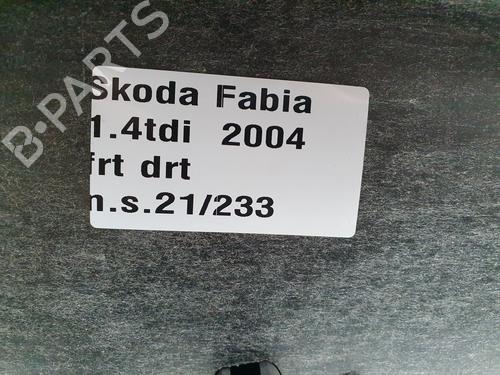 B-PARTS
Skoda Fabia
1.4tdi 2004
frt drt
n.s.21/233